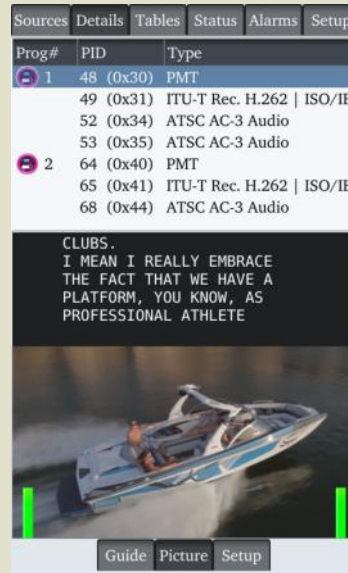 Sources Details Tables Status Alarms Setup
Prog# PID Type
1 48 (0x30) PMT
49 (0x31) ITU-T Rec. H.262 | ISO/IE
52 (0x34) ATSC AC-3 Audio
53 (0x35) ATSC AC-3 Audio
2 64 (0x40) PMT
65 (0x41) ITU-T Rec. H.262 | ISO/IE
68 (0x44) ATSC AC-3 Audio
CLUBS.
I MEAN I REALLY EMBRACE
THE FACT THAT WE HAVE A
PLATFORM, YOU KNOW, AS
PROFESSIONAL ATHLETE
Guide Picture Setup